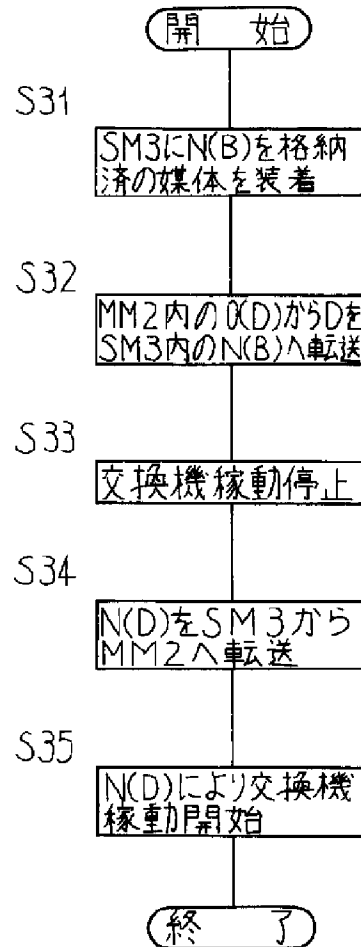 開 始
S31
SM3にN(B)を格納
済の媒体を装着
S32
MM2内のO(D)からDを
SM3内のN(B)へ転送
S33
交換機稼動停止
S34
N(D)をSM3から
MM2へ転送
S35
N(D)により交換機
稼動開始
終 了